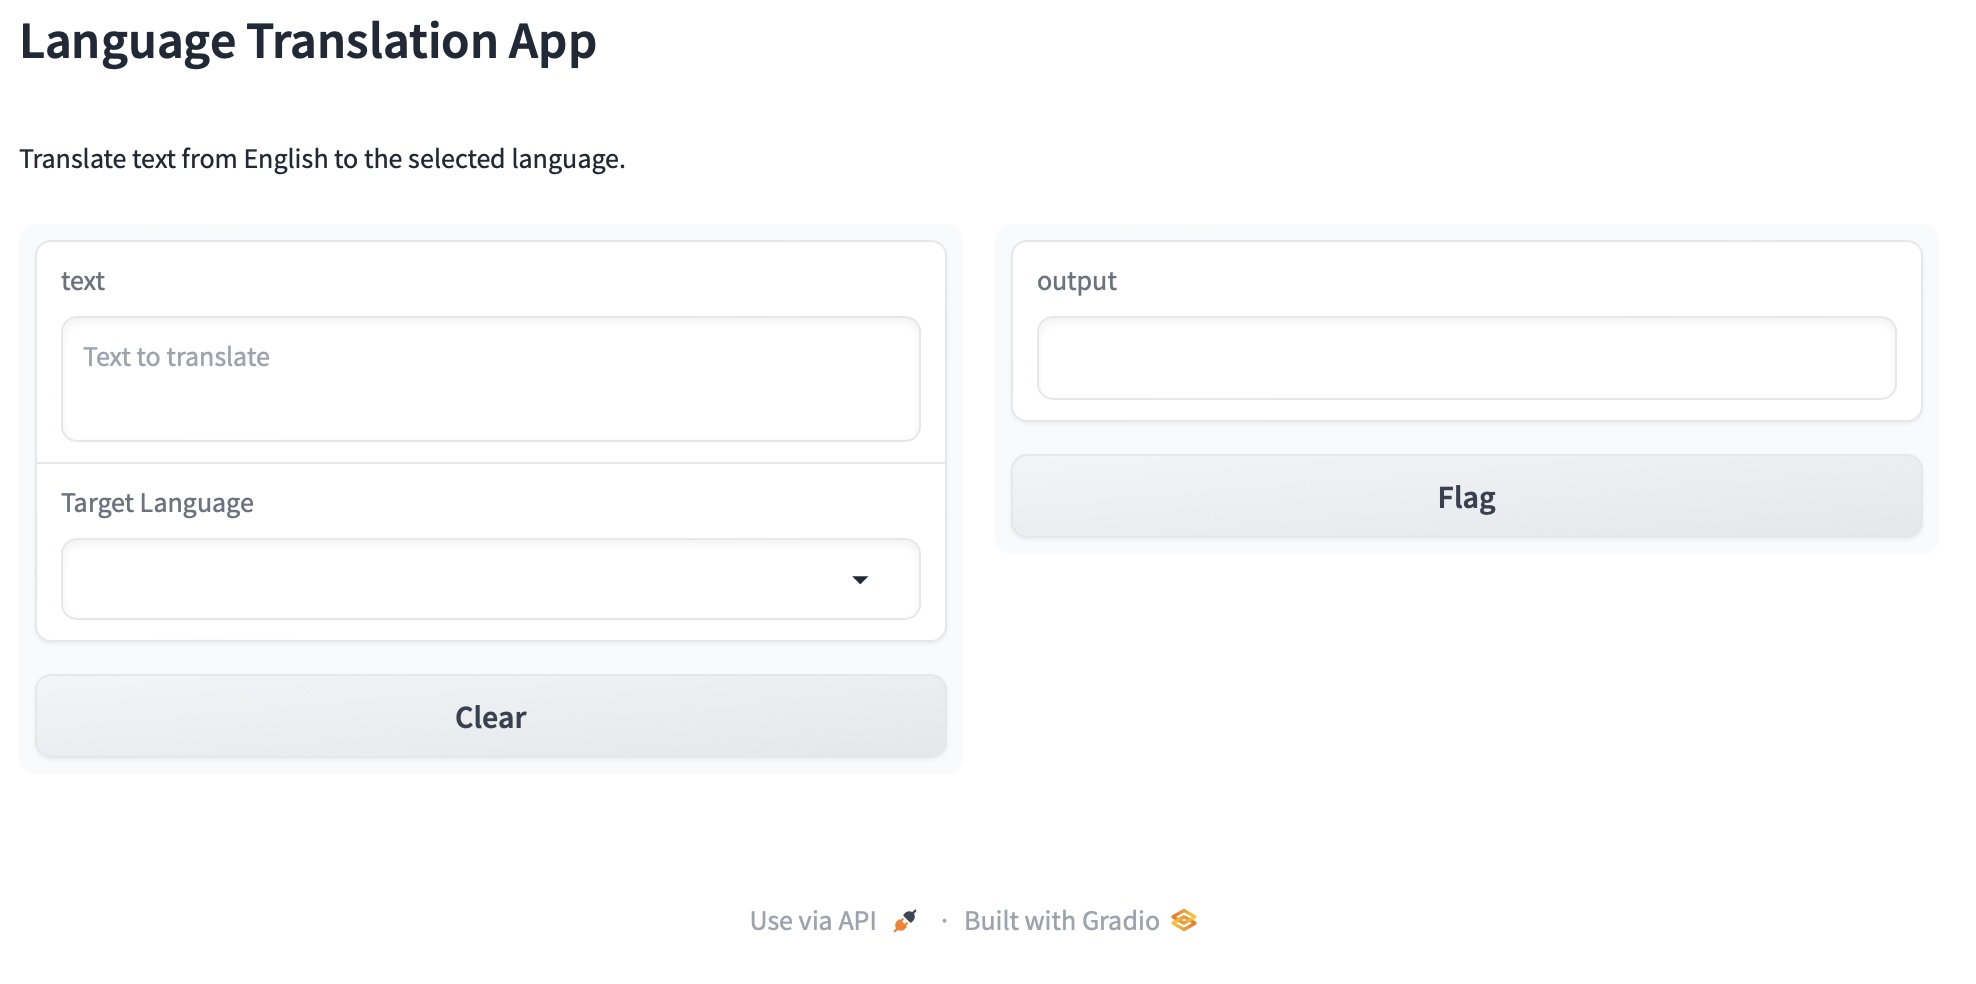 Language Translation App
Translate text from English to the selected language.
text
Text to translate
Target Language
Clear
output
Flag
Use via API · Built with Gradio